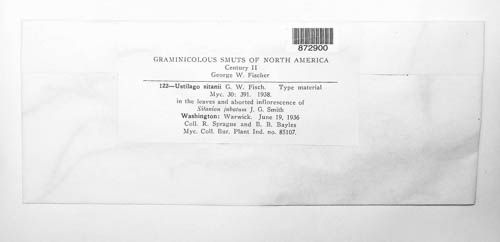 872900
GRAMINICOLOUS SMUTS OF NORTH AMERICA
Century II
George W. Fischer
122—Ustilago sitanii G. W. Fisch. Type material
Myc. 30: 391. 1938.
in the leaves and aborted inflorescence of
Sitanion jubatum J. G. Smith
Washington: Warwick. June 19, 1936
Coll. R. Sprague and B. B. Bayles
Myc. Coll. Bur. Plant Ind. no. 85107.